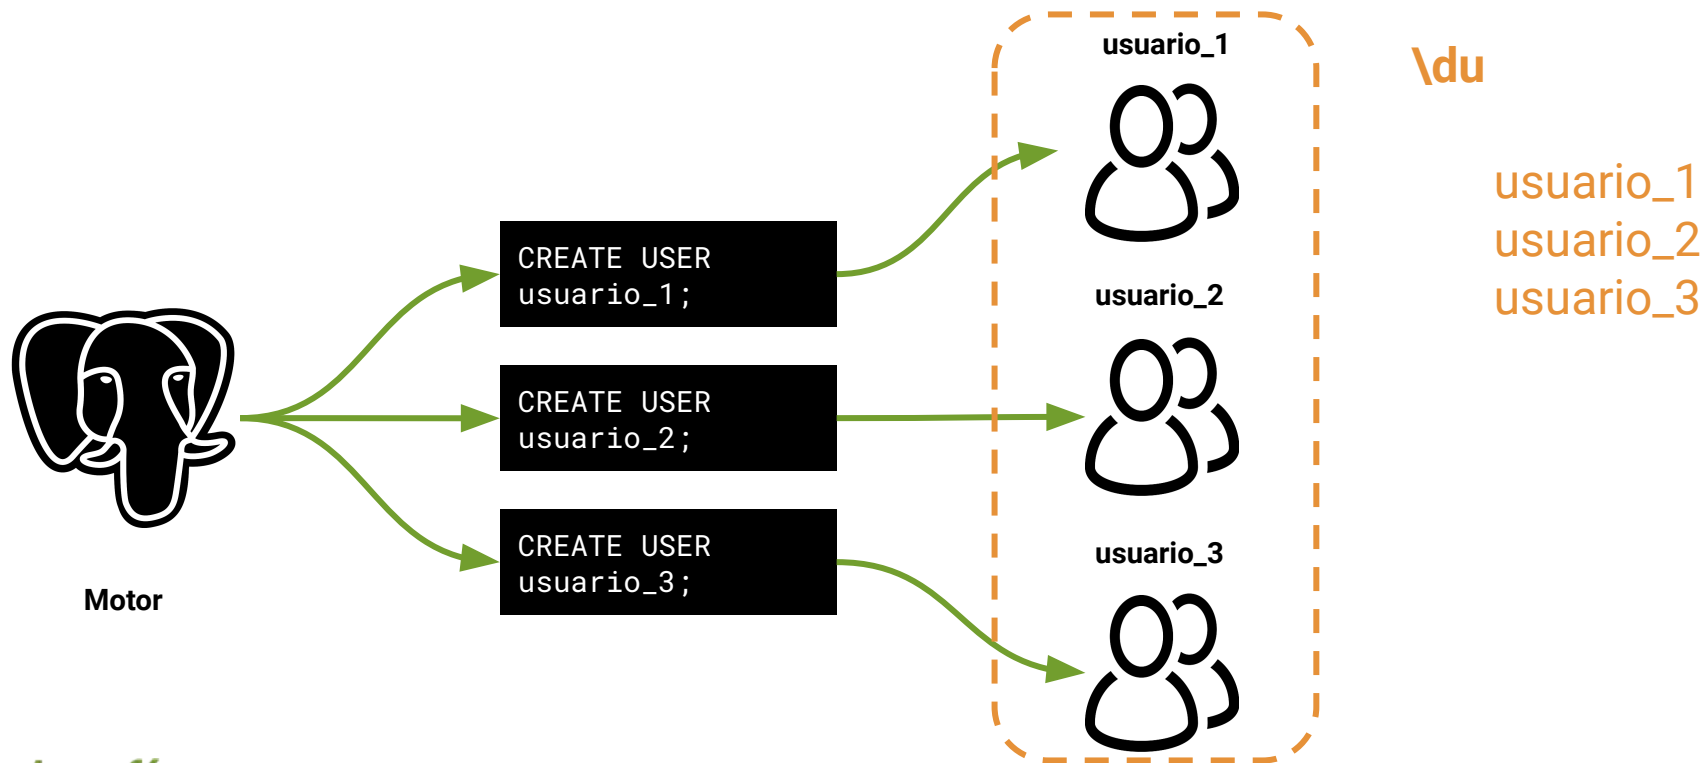 usuario_1
\du
usuario_1
usuario_2
usuario_3
CREATE USER
usuario_1;
usuario_2
CREATE USER
usuario_2;
CREATE USER
usuario_3;
usuario_3
Motor